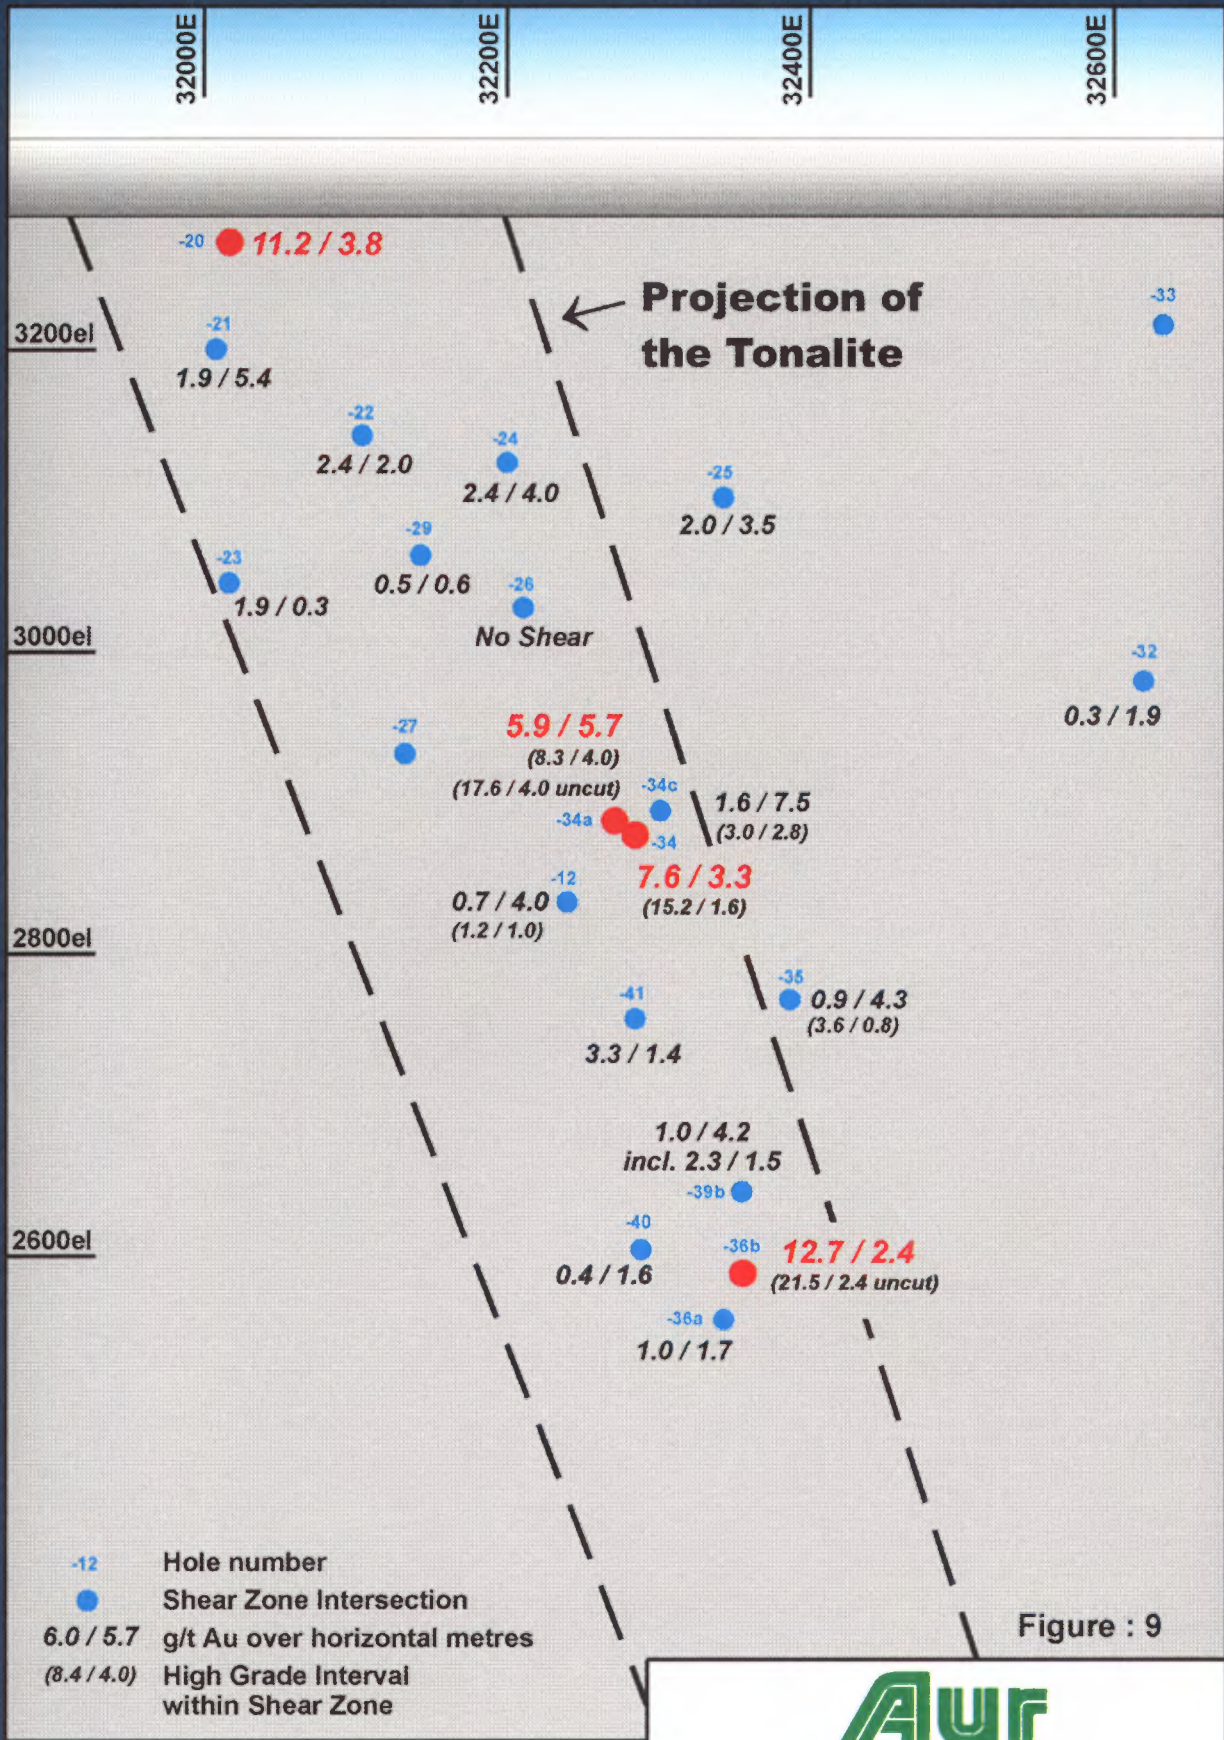 32000E
32200E
32400E
32600E
-20
11.2 / 3.8
Projection of
the Tonalite
-33
-21
3200el
1.9 / 5.4
-22
2.4 / 2.0
-24
2.4 / 4.0
-25
2.0 / 3.5
-29
0.5 / 0.6
-23
1.9 / 0.3
-26
No Shear
3000el
-32
0.3 / 1.9
-27
5.9 / 5.7
(8.3 / 4.0)
(17.6 / 4.0 uncut)
-34c
1.6 / 7.5
(3.0 / 2.8)
-34a
-34
7.6 / 3.3
(15.2 / 1.6)
-12
0.7 / 4.0
(1.2 / 1.0)
2800el
-35
0.9 / 4.3
(3.6 / 0.8)
-41
3.3 / 1.4
1.0 / 4.2
incl. 2.3 / 1.5
-39b
-40
0.4 / 1.6
2600el
-36b
12.7 / 2.4
(21.5 / 2.4 uncut)
-36a
1.0 / 1.7
-12 Hole number
Shear Zone Intersection
6.0 / 5.7 g/t Au over horizontal metres
(8.4 / 4.0) High Grade Interval
within Shear Zone
Figure : 9
Aur